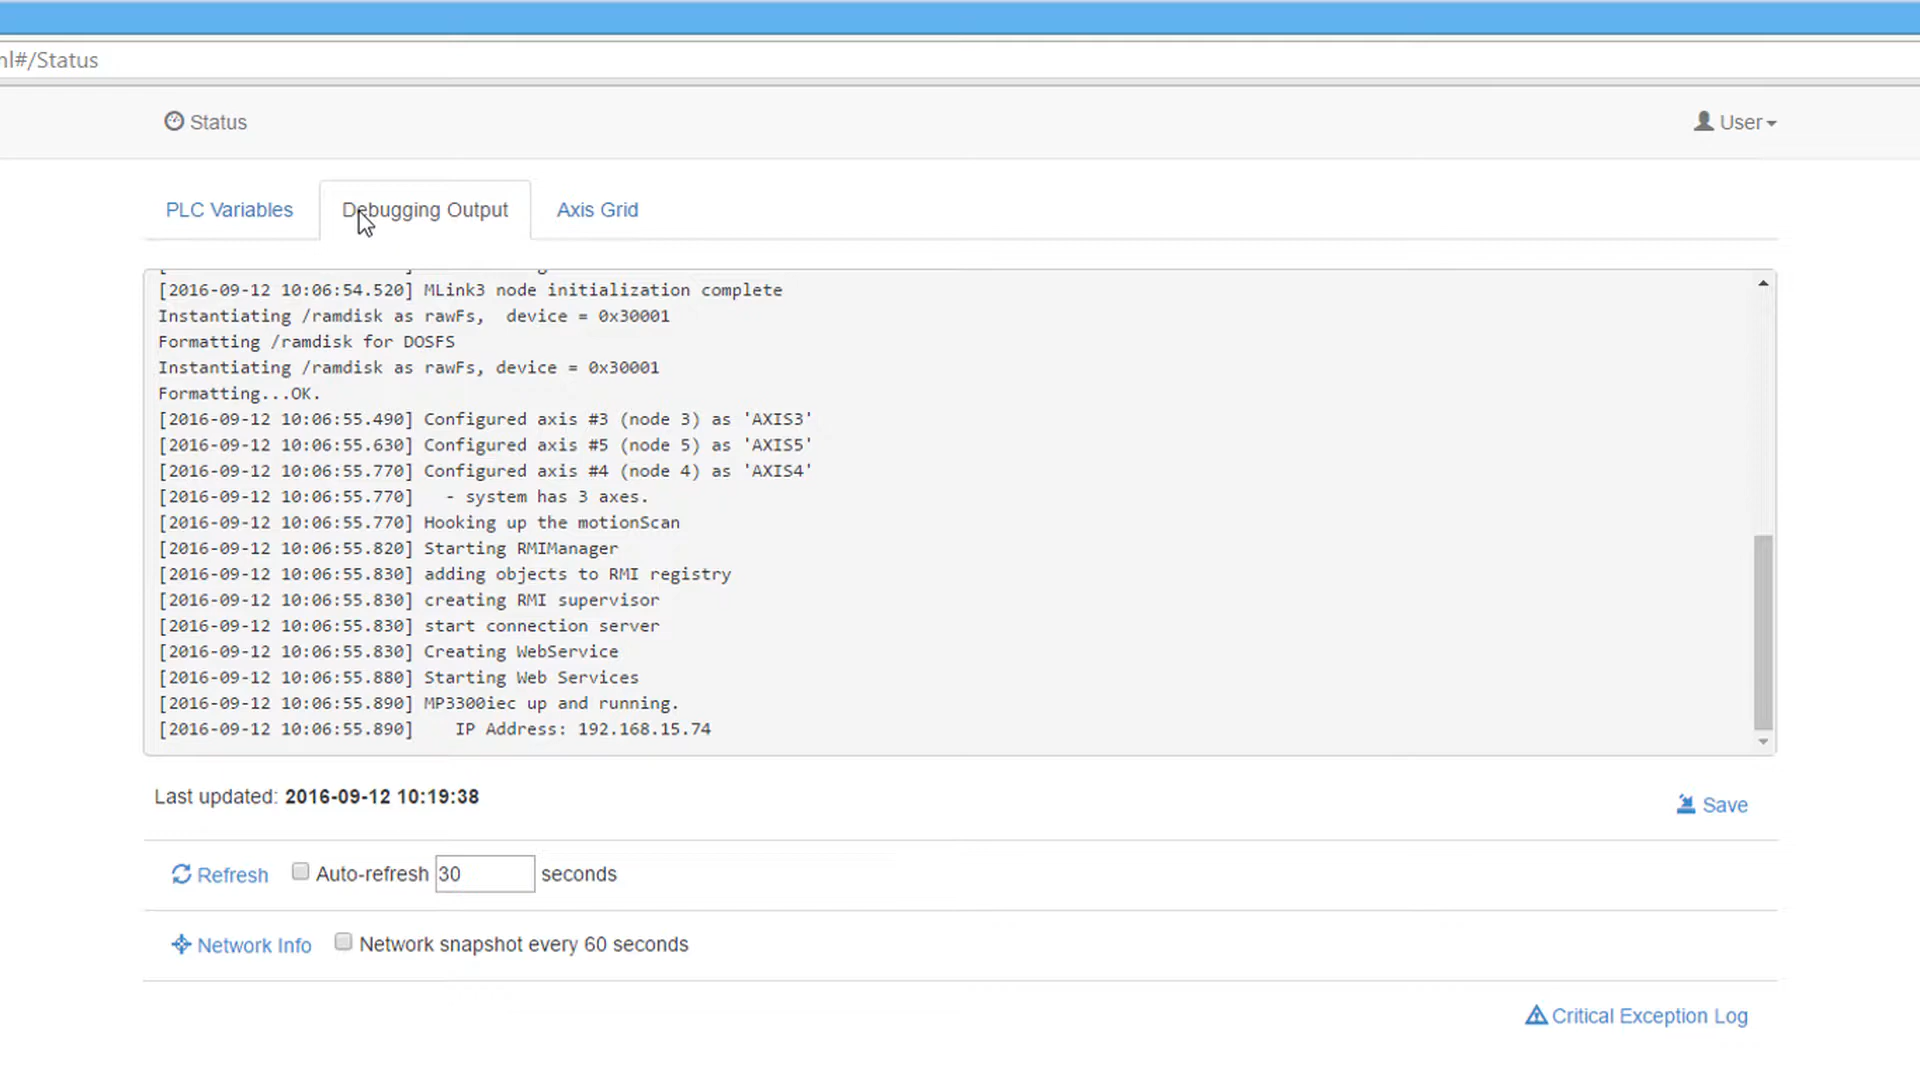 ml#/Status
Status
User
PLC Variables
Debugging Output
Axis Grid
[2016-09-12 10:06:54.520] MLink3 node initialization complete
Instantiating /ramdisk as rawFs,  device = 0x30001
Formatting /ramdisk for DOSFS
Instantiating /ramdisk as rawFs, device = 0x30001
Formatting...OK.
[2016-09-12 10:06:55.490] Configured axis #3 (node 3) as 'AXIS3'
[2016-09-12 10:06:55.630] Configured axis #5 (node 5) as 'AXIS5'
[2016-09-12 10:06:55.770] Configured axis #4 (node 4) as 'AXIS4'
[2016-09-12 10:06:55.770]   - system has 3 axes.
[2016-09-12 10:06:55.770] Hooking up the motionScan
[2016-09-12 10:06:55.820] Starting RMIManager
[2016-09-12 10:06:55.830] adding objects to RMI registry
[2016-09-12 10:06:55.830] creating RMI supervisor
[2016-09-12 10:06:55.830] start connection server
[2016-09-12 10:06:55.830] Creating WebService
[2016-09-12 10:06:55.880] Starting Web Services
[2016-09-12 10:06:55.890] MP3300iec up and running.
[2016-09-12 10:06:55.890]    IP Address: 192.168.15.74
Last updated: 2016-09-12 10:19:38
Save
Refresh
Auto-refresh 30 seconds
Network Info
Network snapshot every 60 seconds
Critical Exception Log